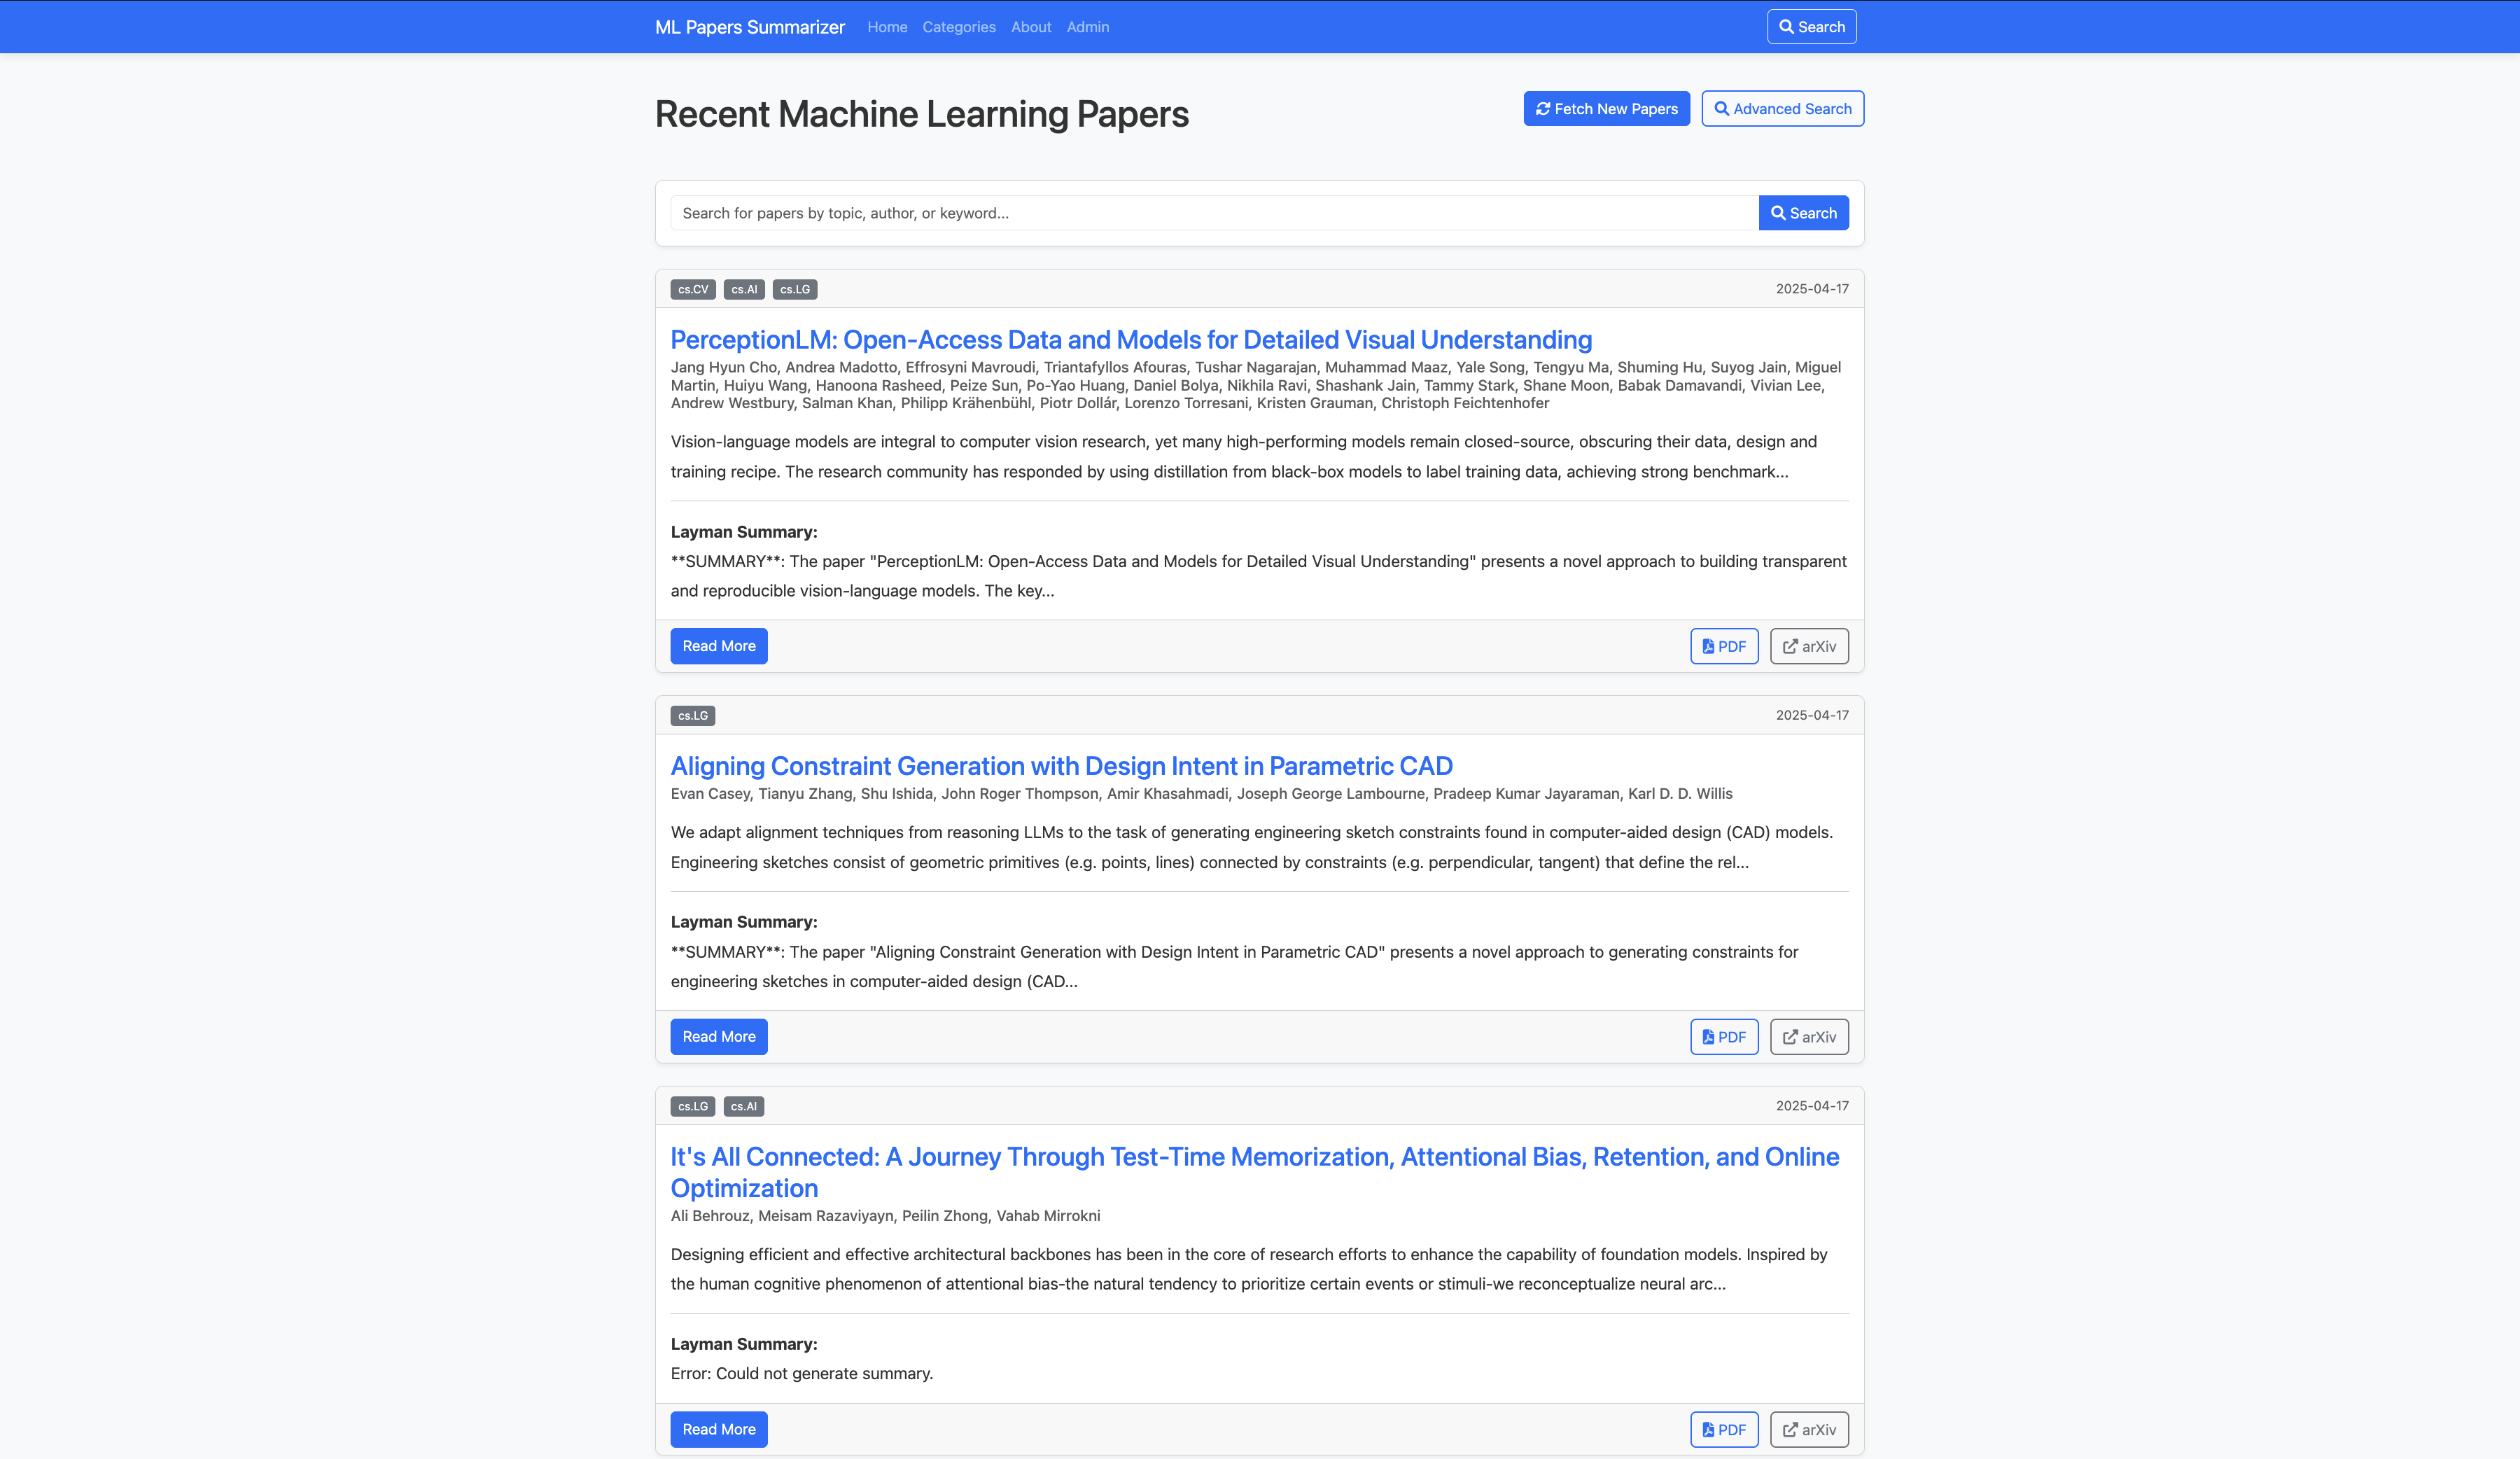 ML Papers Summarizer Home Categories About Admin Search
Recent Machine Learning Papers Fetch New Papers Advanced Search
Search for papers by topic, author, or keyword... Search
cs.CV cs.AI cs.LG 2025-04-17
PerceptionLM: Open-Access Data and Models for Detailed Visual Understanding
Jang Hyun Cho, Andrea Madotto, Effrosyni Mavroudi, Triantafyllos Afouras, Tushar Nagarajan, Muhammad Maaz, Yale Song, Tengyu Ma, Shuming Hu, Suyog Jain, Miguel
Martin, Huiyu Wang, Hanoona Rasheed, Peize Sun, Po-Yao Huang, Daniel Bolya, Nikhila Ravi, Shashank Jain, Tammy Stark, Shane Moon, Babak Damavandi, Vivian Lee,
Andrew Westbury, Salman Khan, Philipp Krähenbühl, Piotr Dollár, Lorenzo Torresani, Kristen Grauman, Christoph Feichtenhofer
Vision-language models are integral to computer vision research, yet many high-performing models remain closed-source, obscuring their data, design and
training recipe. The research community has responded by using distillation from black-box models to label training data, achieving strong benchmark...
Layman Summary:
**SUMMARY**: The paper "PerceptionLM: Open-Access Data and Models for Detailed Visual Understanding" presents a novel approach to building transparent
and reproducible vision-language models. The key...
Read More PDF arXiv
cs.LG 2025-04-17
Aligning Constraint Generation with Design Intent in Parametric CAD
Evan Casey, Tianyu Zhang, Shu Ishida, John Roger Thompson, Amir Khasahmadi, Joseph George Lambourne, Pradeep Kumar Jayaraman, Karl D. D. Willis
We adapt alignment techniques from reasoning LLMs to the task of generating engineering sketch constraints found in computer-aided design (CAD) models.
Engineering sketches consist of geometric primitives (e.g. points, lines) connected by constraints (e.g. perpendicular, tangent) that define the rel...
Layman Summary:
**SUMMARY**: The paper "Aligning Constraint Generation with Design Intent in Parametric CAD" presents a novel approach to generating constraints for
engineering sketches in computer-aided design (CAD...
Read More PDF arXiv
cs.LG cs.AI 2025-04-17
It's All Connected: A Journey Through Test-Time Memorization, Attentional Bias, Retention, and Online
Optimization
Ali Behrouz, Meisam Razaviyayn, Peilin Zhong, Vahab Mirrokni
Designing efficient and effective architectural backbones has been in the core of research efforts to enhance the capability of foundation models. Inspired by
the human cognitive phenomenon of attentional bias-the natural tendency to prioritize certain events or stimuli-we reconceptualize neural arc...
Layman Summary:
Error: Could not generate summary.
Read More PDF arXiv